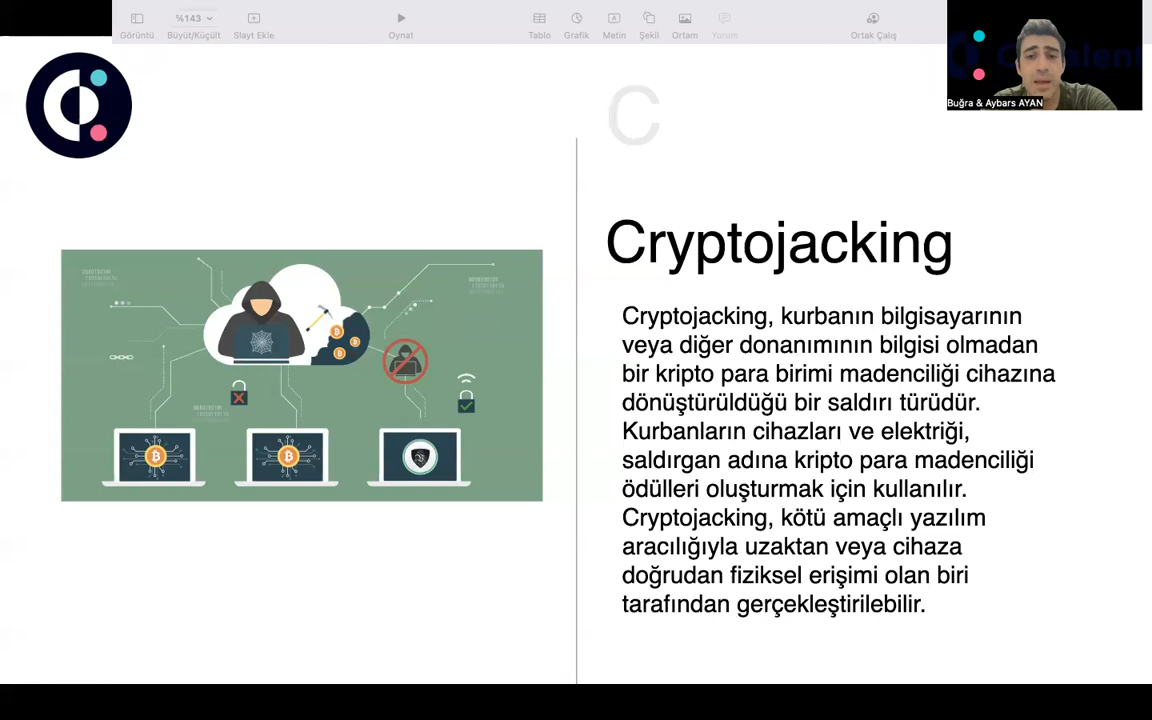 %143
Görüntü
Büyüt/Küçült
Slayt Ekle
Oynat
Tablo
Grafik
Metin
Şekil
Ortam
Yorum
Ortak Çalış
Buğra & Aybars AYAN
C
Cryptojacking
Cryptojacking, kurbanın bilgisayarının
veya diğer donanımının bilgisi olmadan
bir kripto para birimi madenciliği cihazına
dönüştürüldüğü bir saldırı türüdür.
Kurbanların cihazları ve elektriği,
saldırgan adına kripto para madenciliği
ödülleri oluşturmak için kullanılır.
Cryptojacking, kötü amaçlı yazılım
aracılığıyla uzaktan veya cihaza
doğrudan fiziksel erişimi olan biri
tarafından gerçekleştirilebilir.